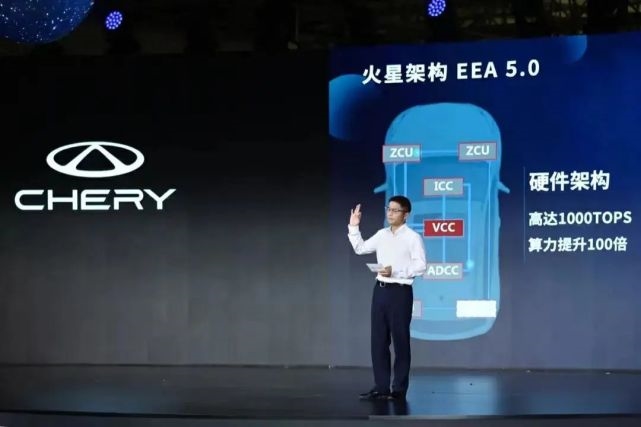 CHERY
火星架构 EEA 5.0
ZCU
ZCU
ICC
VCC
ADCC
硬件架构
高达1000TOPS
算力提升100倍